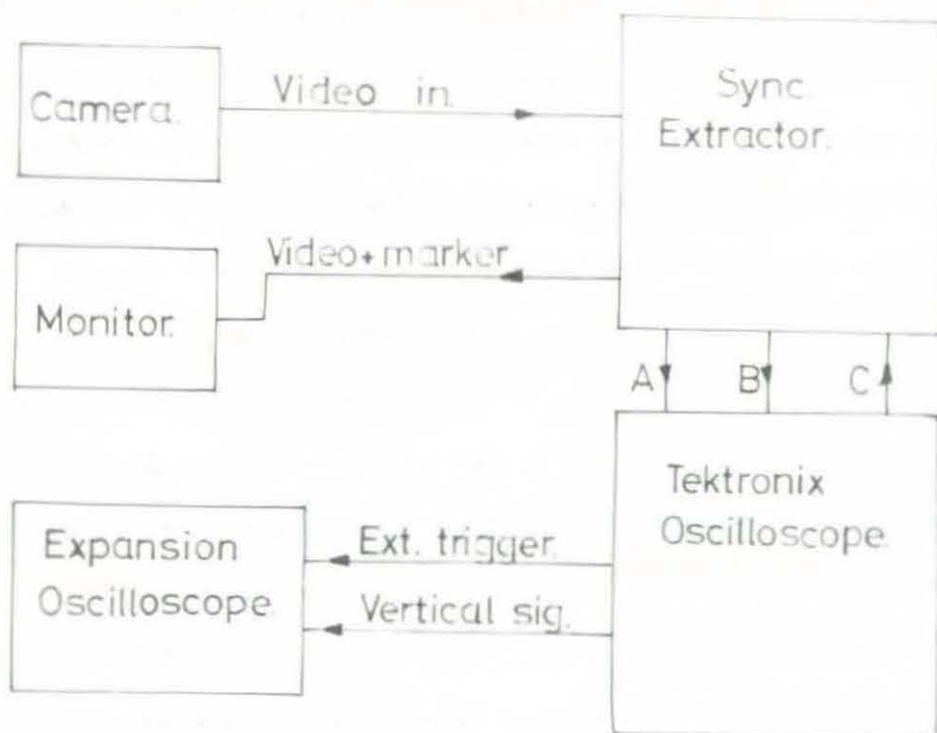 Camera.
Video in.
Sync.
Extractor.
Video + marker
Monitor.
A
B
C
Tektronix
Oscilloscope.
Expansion
Oscilloscope.
Ext. trigger.
Vertical sig.